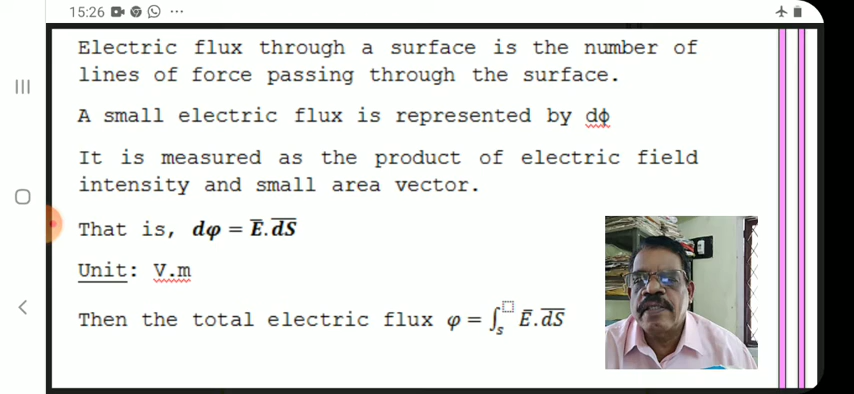 15:26
Electric flux through a surface is the number of
lines of force passing through the surface.
A small electric flux is represented by dϕ
It is measured as the product of electric field
intensity and small area vector.
That is, dφ = E̅.d̅S̅
Unit: V.m
Then the total electric flux φ = ∫ₛ E̅.d̅S̅